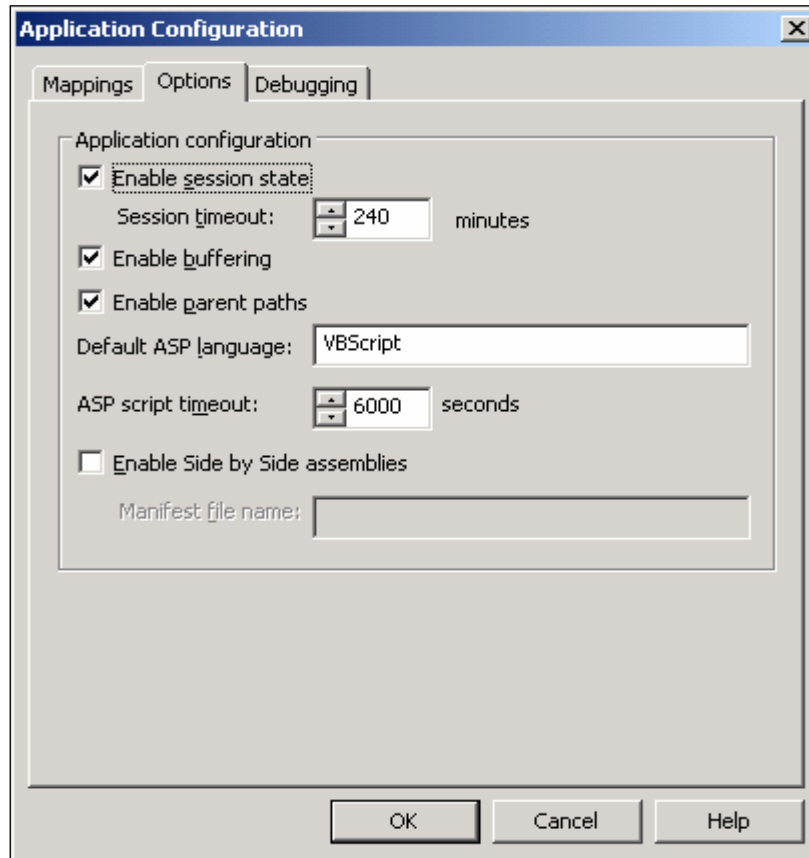 Application Configuration
Mappings Options Debugging
Application configuration
Enable session state
Session timeout: 240 minutes
Enable buffering
Enable parent paths
Default ASP language: VBScript
ASP script timeout: 6000 seconds
Enable Side by Side assemblies
Manifest file name:
OK Cancel Help